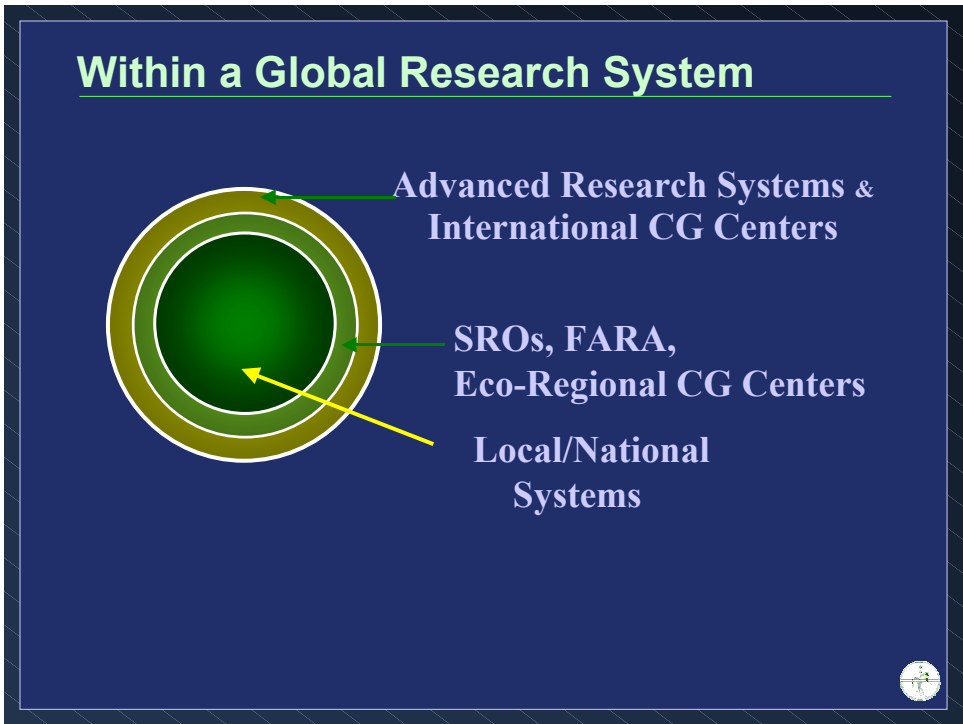 Within a Global Research System
Advanced Research Systems &
International CG Centers
SROs, FARA,
Eco-Regional CG Centers
Local/National
Systems